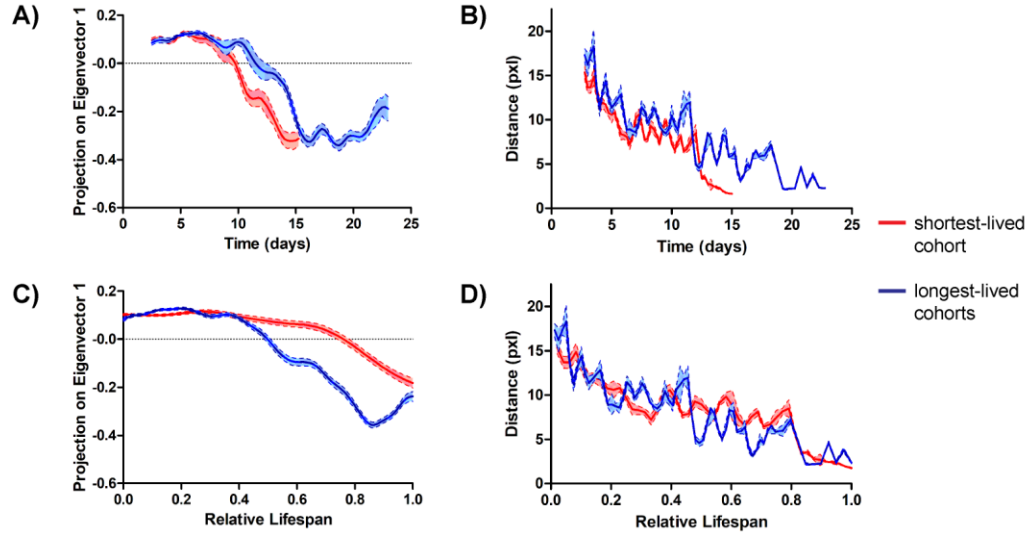 A)
Projection on Eigenvector 1
0.2
-0.0
-0.2
-0.4
-0.6
0 5 10 15 20 25
Time (days)
B)
Distance (pxl)
20
15
10
5
0
0 5 10 15 20 25
Time (days)
shortest-lived
cohort
longest-lived
cohorts
C)
Projection on Eigenvector 1
0.2
-0.0
-0.2
-0.4
-0.6
0.0 0.2 0.4 0.6 0.8 1.0
Relative Lifespan
D)
Distance (pxl)
20
15
10
5
0
0.0 0.2 0.4 0.6 0.8 1.0
Relative Lifespan